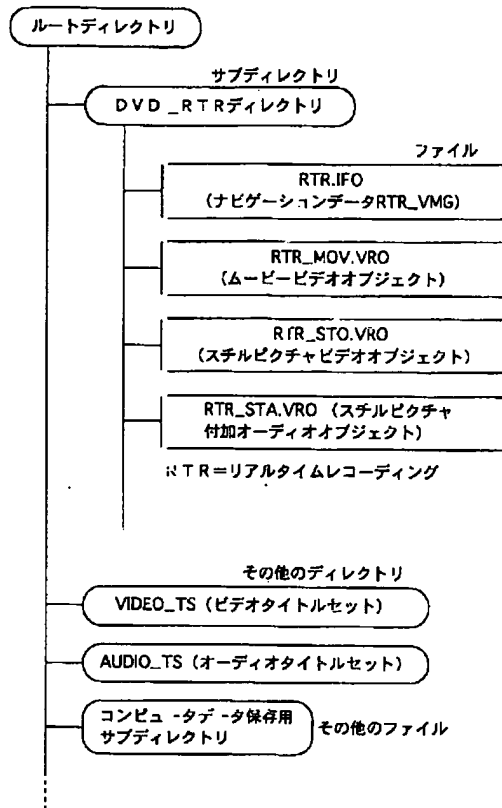 ルートディレクトリ
サブディレクトリ
DVD_RTRディレクトリ
ファイル
RTR.IFO
(ナビゲーションデータRTR_VMG)
RTR_MOV.VRO
(ムービービデオオブジェクト)
RTR_STO.VRO
(スチルピクチャビデオオブジェクト)
RTR_STA.VRO (スチルピクチャ
付加オーディオイブジェクト)
RTR=リアルタイムレコーディング
その他のディレクトリ
VIDEO_TS (ビデオタイトルセット)
AUDIO_TS (オーディオタイトルセット)
コンピュータデータ保存用
サブディレクトリ
その他のファイル